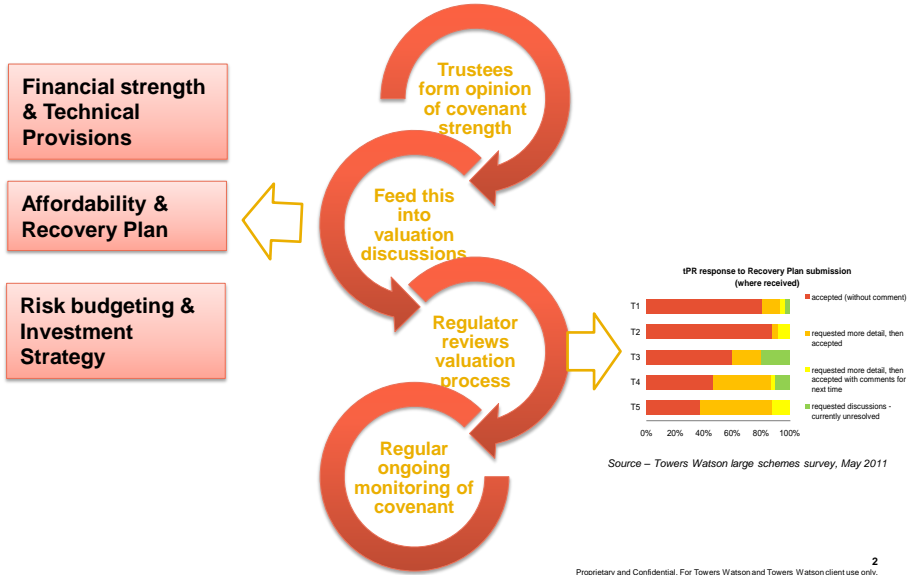 Financial strength
& Technical
Provisions
Affordability &
Recovery Plan
Risk budgeting &
Investment
Strategy
Trustees
form opinion
of covenant
strength
Feed this
into
valuation
discussions
Regulator
reviews
valuation
process
Regular
ongoing
monitoring of
covenant
tPR response to Recovery Plan submission
(where received)
T1
T2
T3
T4
T5
0% 20% 40% 60% 80% 100%
accepted (without comment)
requested more detail, then
accepted
requested more detail, then
accepted with comments for
next time
requested discussions -
currently unresolved
Source – Towers Watson large schemes survey, May 2011
2
Proprietary and Confidential. For Towers Watson and Towers Watson client use only.